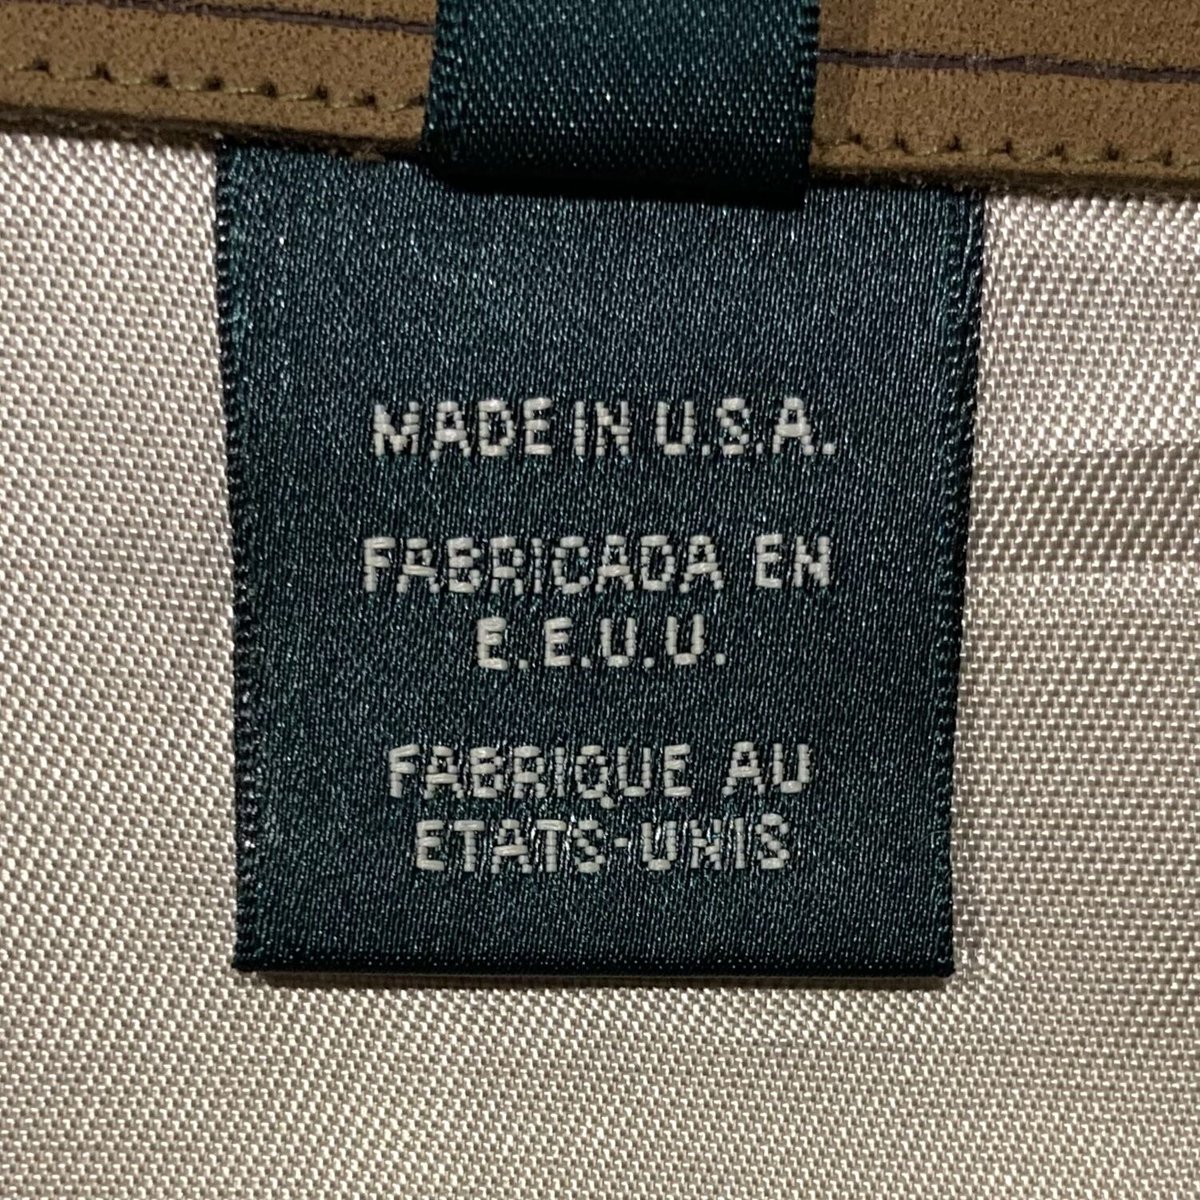 MADE IN U.S.A.
FABRICADA EN
E.E.U.U.
FABRIQUE AU
ETATS-UNIS